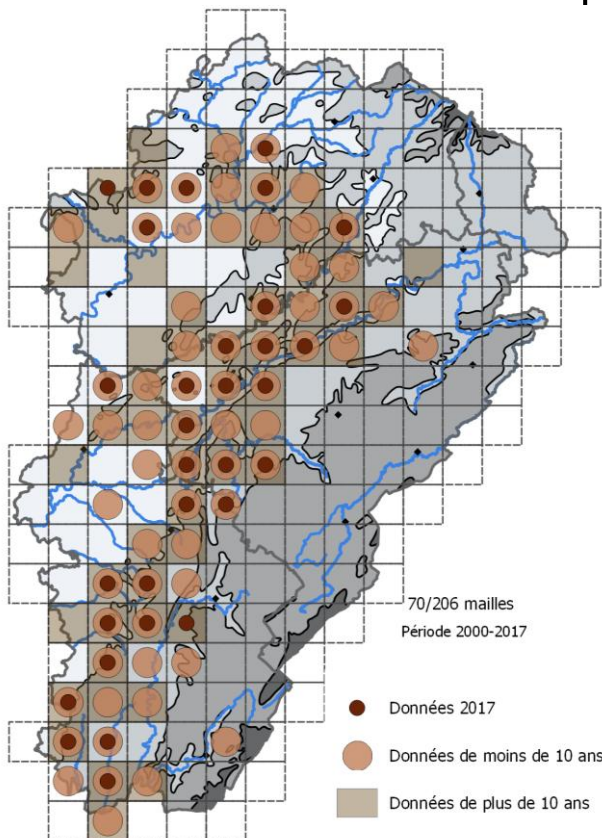 70/206 mailles
Période 2000-2017
Données 2017
Données de moins de 10 ans
Données de plus de 10 ans